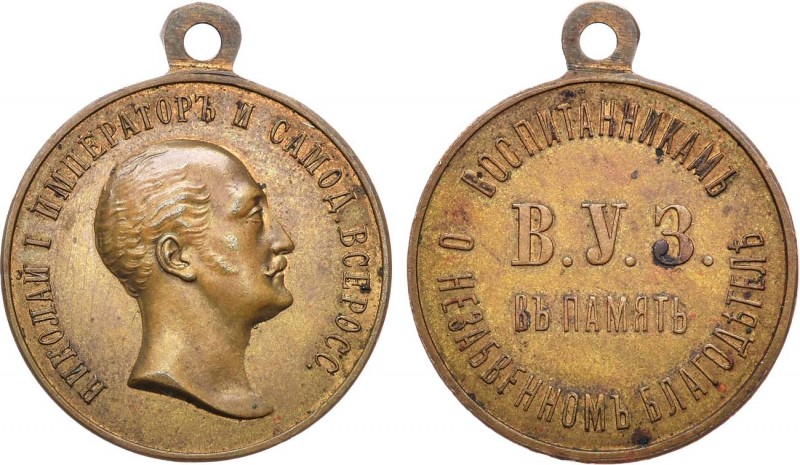 НИКОЛАЙ I ИМПЕРАТОРЪ И САМОД. ВСЕРОСС.
ВОСПИТАННИКАМЪ
В. У. З.
ВЪ ПАМЯТЬ
О НЕЗАБВЕННОМЪ БЛАГОДѢТЕЛѢ